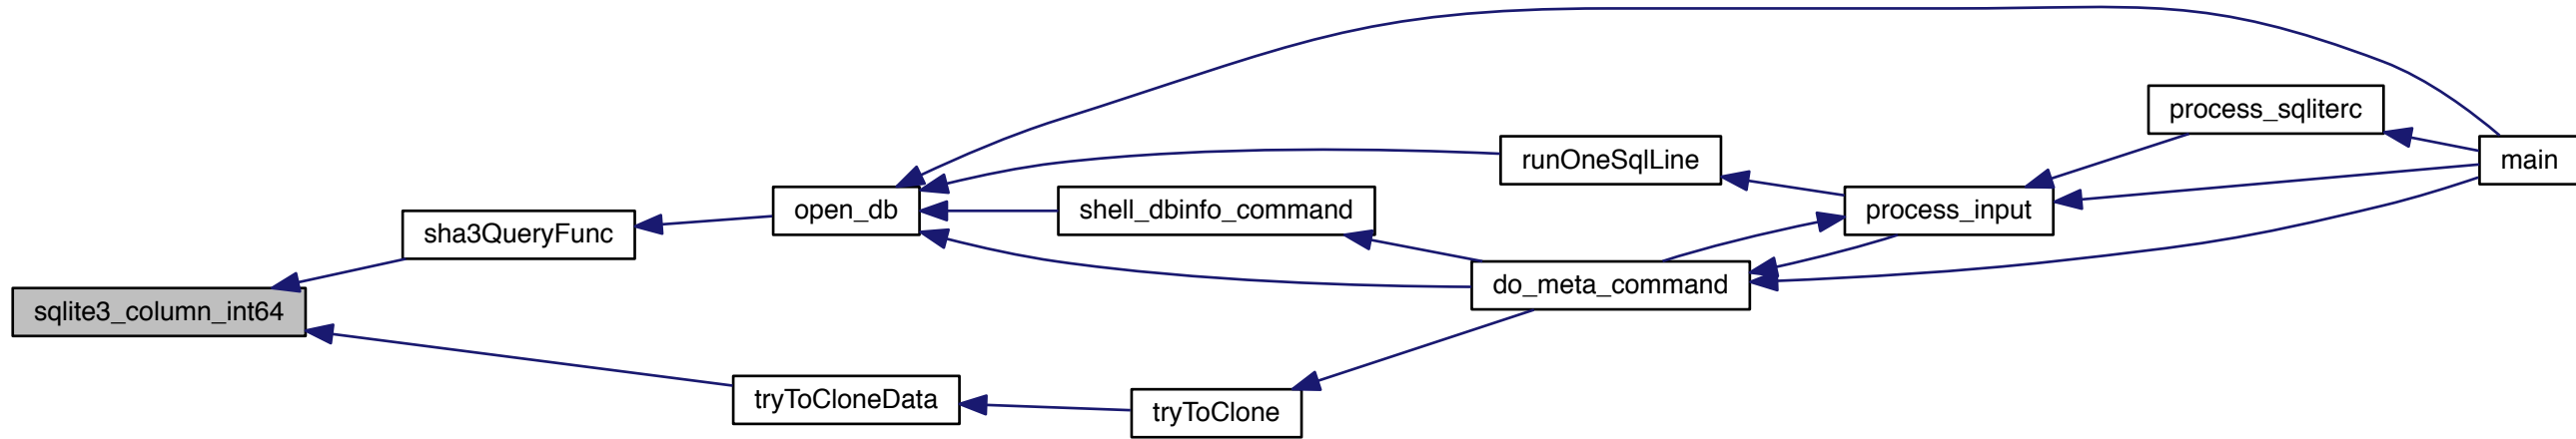 process_sqliterc
runOneSqlLine
main
open_db
shell_dbinfo_command
process_input
sha3QueryFunc
do_meta_command
sqlite3_column_int64
tryToCloneData
tryToClone